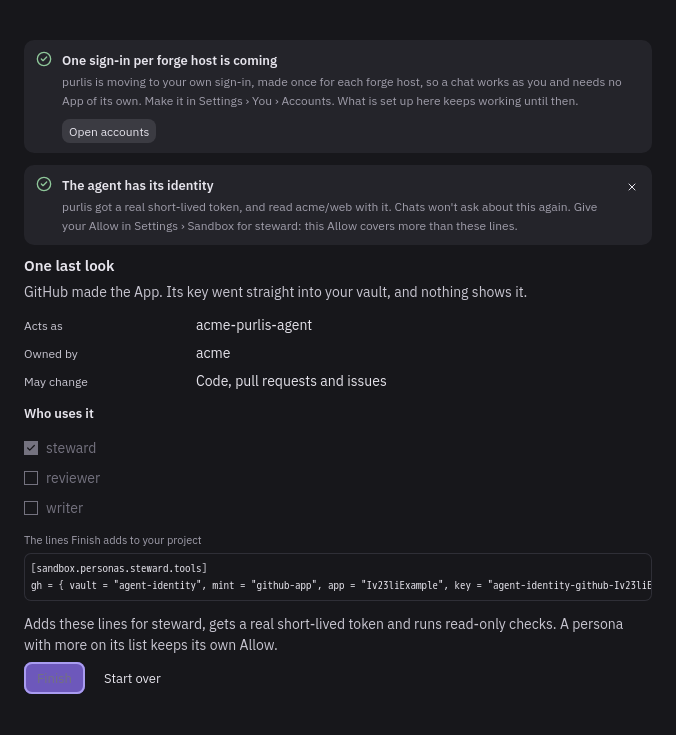 One sign-in per forge host is coming
purlis is moving to your own sign-in, made once for each forge host, so a chat works as you and needs no
App of its own. Make it in Settings › You › Accounts. What is set up here keeps working until then.
Open accounts
The agent has its identity
purlis got a real short-lived token, and read acme/web with it. Chats won't ask about this again. Give
your Allow in Settings › Sandbox for steward: this Allow covers more than these lines.
One last look
GitHub made the App. Its key went straight into your vault, and nothing shows it.
Acts as acme-purlis-agent
Owned by acme
May change Code, pull requests and issues
Who uses it
steward
reviewer
writer
The lines Finish adds to your project
[sandbox.personas.steward.tools]
gh = { vault = "agent-identity", mint = "github-app", app = "Iv23liExample", key = "agent-identity-github-Iv23liE
Adds these lines for steward, gets a real short-lived token and runs read-only checks. A persona
with more on its list keeps its own Allow.
Finish Start over